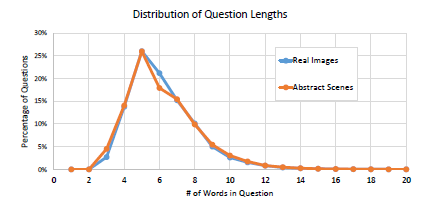 Distribution of Question Lengths
30%
25%
20%
15%
10%
5%
0%
Percentage of Questions
Real Images
Abstract Scenes
0 2 4 6 8 10 12 14 16 18 20
# of Words in Question